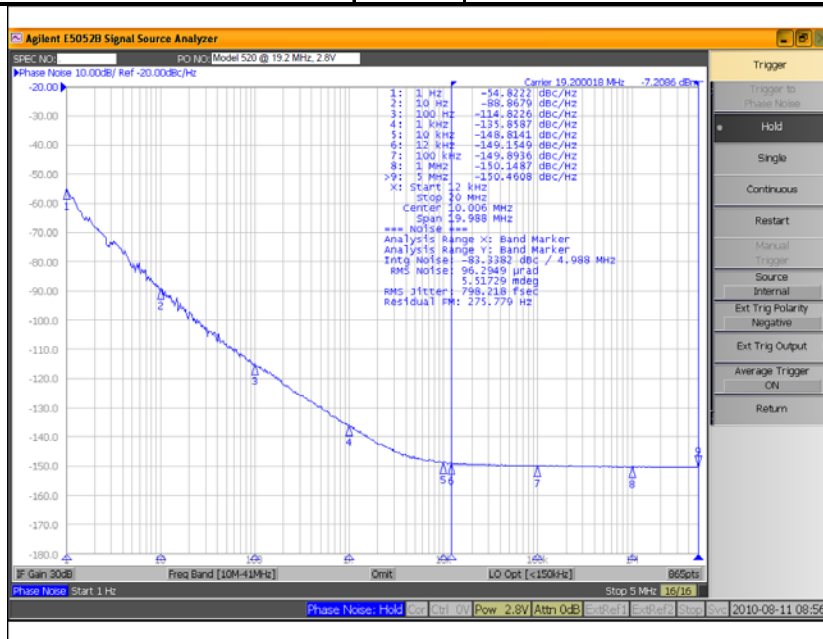 Agilent E5052B Signal Source Analyzer
SPEC NO:
PO NO: Model 520 @ 19.2 MHz, 2.8V
Phase Noise 10.00dB/ Ref -20.00dBc/Hz
Carrier 19.200018 MHz -7.2086 dBm
1: 1 Hz -54.8222 dBc/Hz
2: 10 Hz -88.8679 dBc/Hz
3: 100 Hz -114.8226 dBc/Hz
4: 1 kHz -135.8587 dBc/Hz
5: 10 kHz -148.8141 dBc/Hz
6: 12 kHz -149.1549 dBc/Hz
7: 100 kHz -149.8936 dBc/Hz
8: 1 MHz -150.1487 dBc/Hz
>9: 5 MHz -150.4608 dBc/Hz
X: Start 12 kHz
Stop 20 MHz
Center 10.006 MHz
Span 19.988 MHz
=== Noise ===
Analysis Range X: Band Marker
Analysis Range Y: Band Marker
Intg Noise: -83.3382 dBc / 4.988 MHz
RMS Noise: 96.2949 µrad
5.51729 mdeg
RMS Jitter: 798.218 fsec
Residual FM: 275.779 Hz
-20.00
-30.00
-40.00
-50.00
-60.00
-70.00
-80.00
-90.00
-100.0
-110.0
-120.0
-130.0
-140.0
-150.0
-160.0
-170.0
-180.0
1
2
3
4
5
6
7
8
9
IF Gain 30dB
Freq Band [10M-41MHz]
Omit
LO Opt [<150kHz]
865pts
Phase Noise Start 1 Hz
Stop 5 MHz 16/16
Phase Noise: Hold Cor Ctrl 0V Pow 2.8V Attn 0dB ExtRef1 ExtRef2 Stop Svc 2010-08-11 08:56
Trigger
Trigger to
Phase Noise
Hold
Single
Continuous
Restart
Manual
Trigger
Source
Internal
Ext Trig Polarity
Negative
Ext Trig Output
Average Trigger
ON
Return